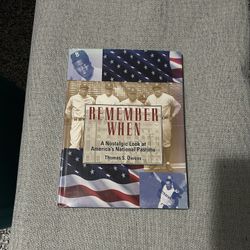 REMEMBER
WHEN
A Nostalgic Look at
America's National Pastime
Thomas S. Owens